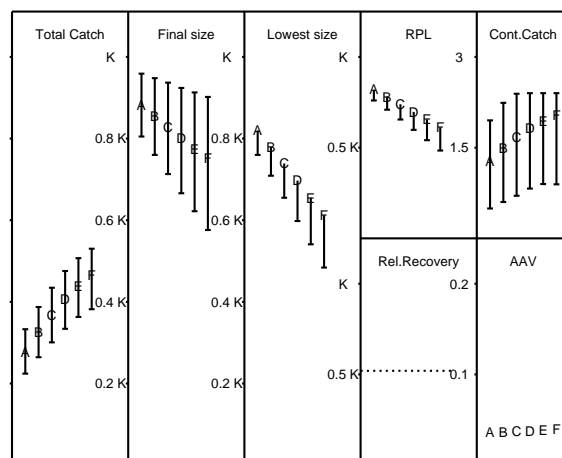 Total Catch Final size Lowest size RPL Cont.Catch
K K 3
0.8 K 0.8 K 0.5 K 1.5
0.6 K 0.6 K
Rel.Recovery AAV
K 0.2
0.4 K 0.4 K
0.2 K 0.2 K 0.5 K 0.1
A B C D E F
A B C D E F
A B C D E F
A B C D E F
A B C D E F
A B C D E F